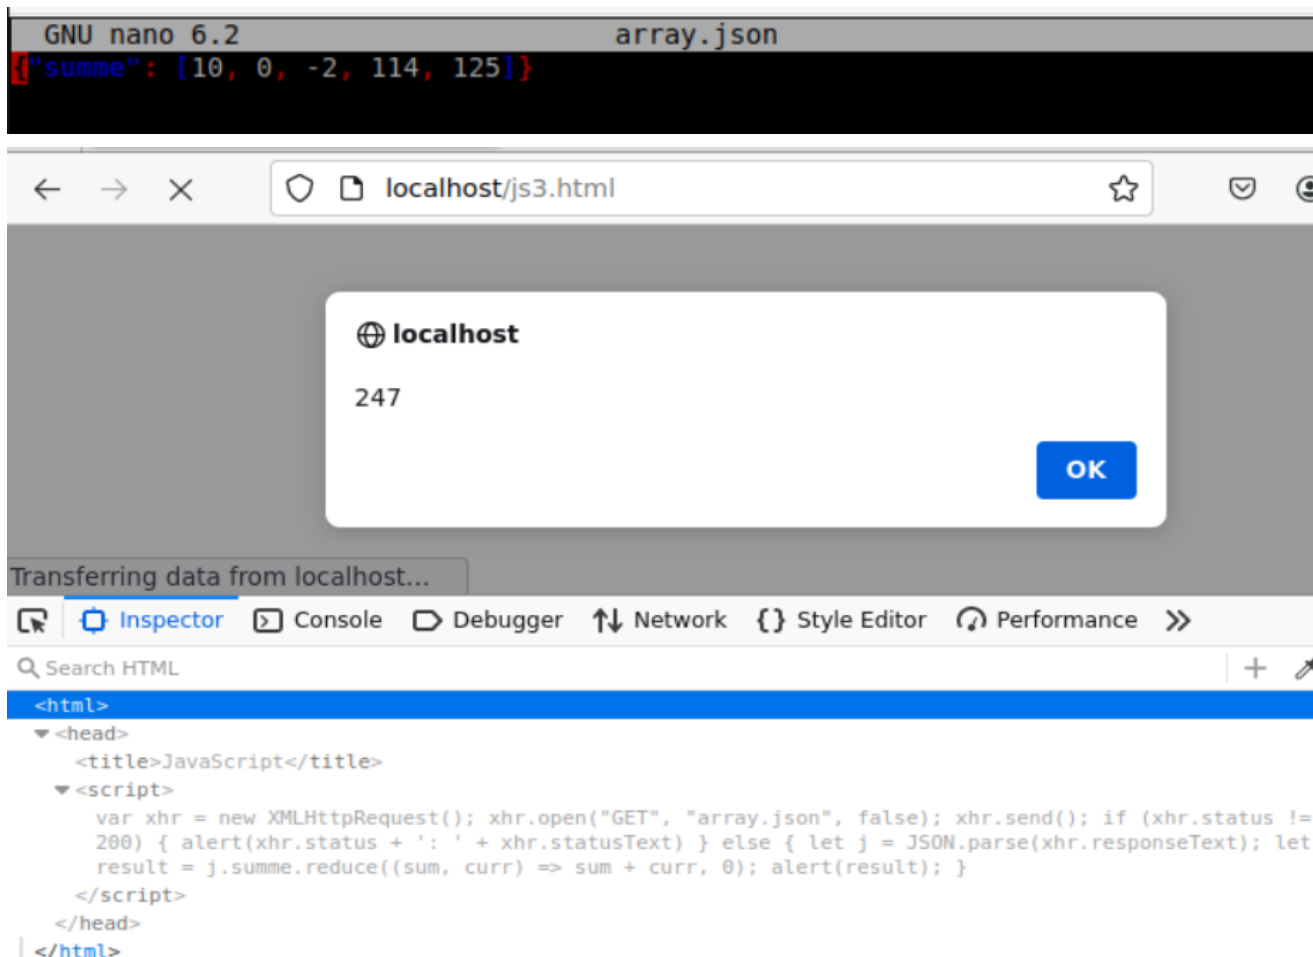 GNU nano 6.2 array.json
{"summe": [10, 0, -2, 114, 125]}
localhost/js3.html
localhost
247
OK
Transferring data from localhost...
Inspector Console Debugger Network {} Style Editor Performance
Search HTML
<html>
<head>
<title>JavaScript</title>
<script>
var xhr = new XMLHttpRequest(); xhr.open("GET", "array.json", false); xhr.send(); if (xhr.status !=
200) { alert(xhr.status + ': ' + xhr.statusText) } else { let j = JSON.parse(xhr.responseText); let
result = j.summe.reduce((sum, curr) => sum + curr, 0); alert(result); }
</script>
</head>
</html>